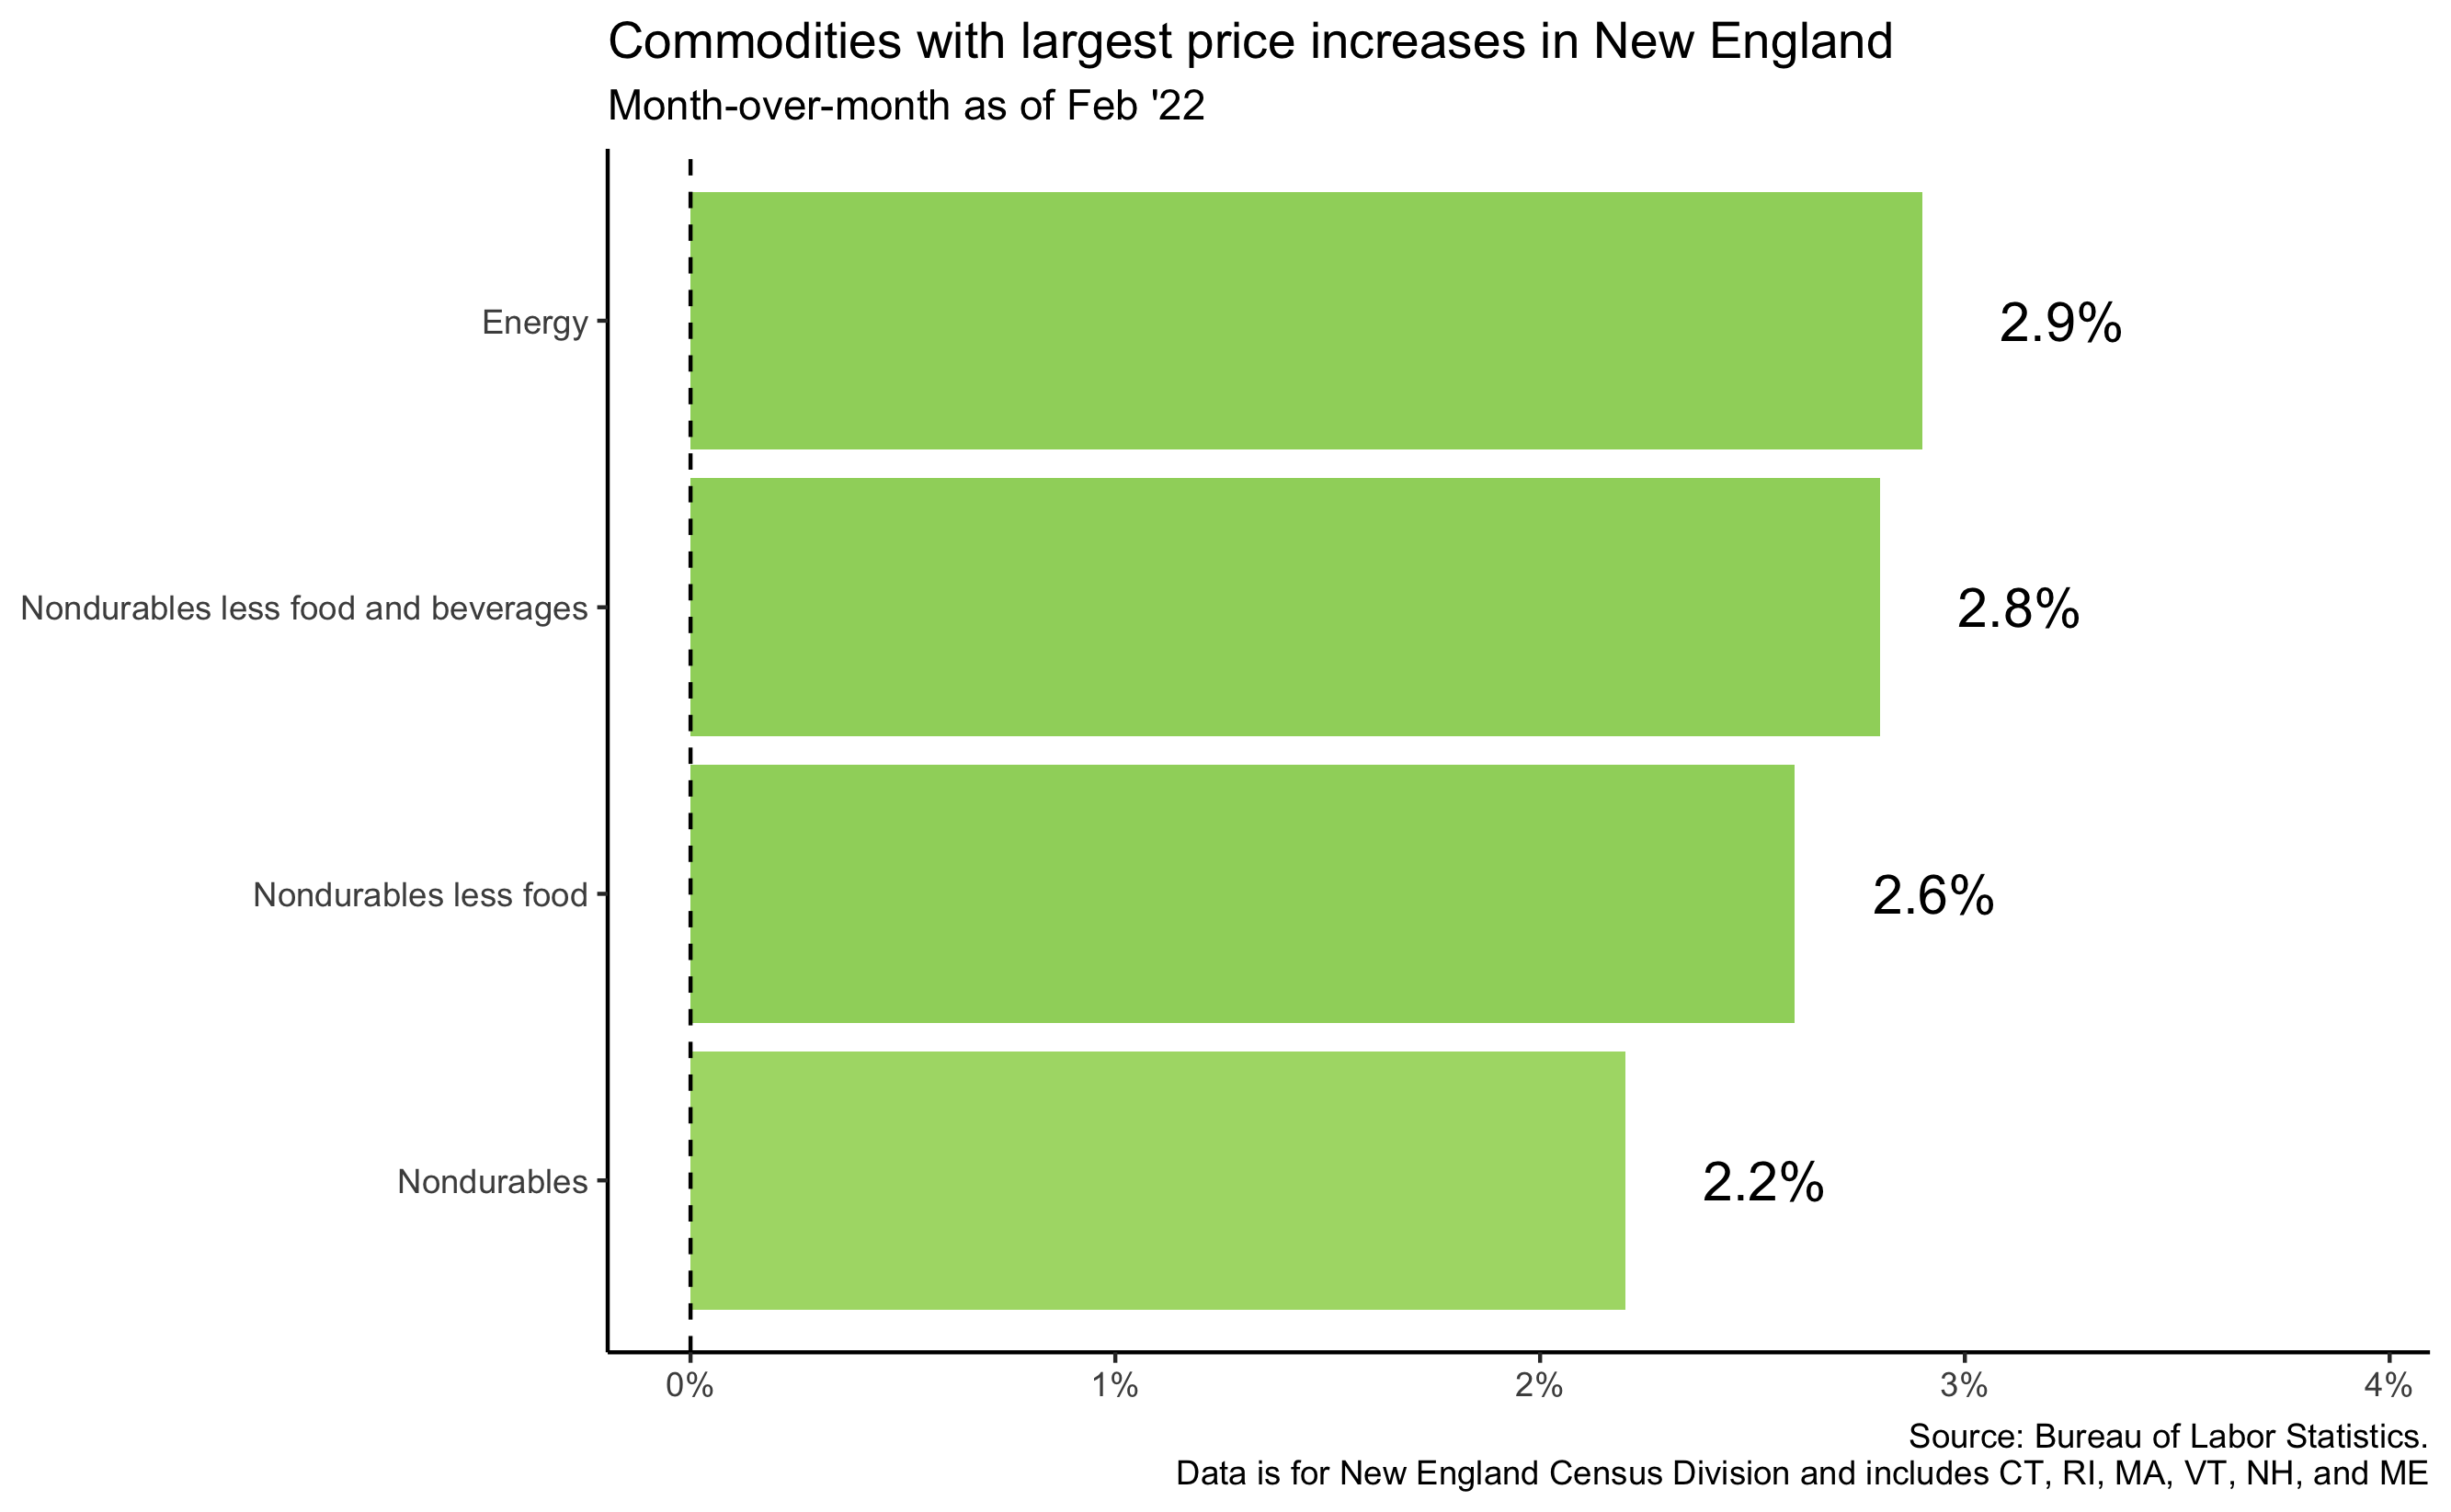 Commodities with largest price increases in New England
Month-over-month as of Feb '22
Energy
2.9%
Nondurables less food and beverages
2.8%
Nondurables less food
2.6%
Nondurables
2.2%
0% 1% 2% 3% 4%
Source: Bureau of Labor Statistics.
Data is for New England Census Division and includes CT, RI, MA, VT, NH, and ME